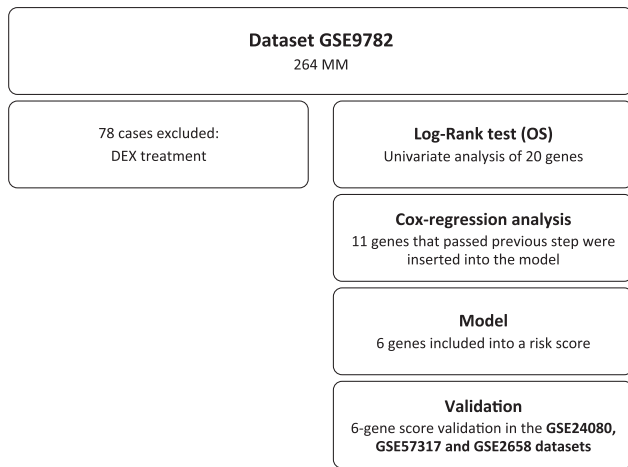 Dataset GSE9782
264 MM
78 cases excluded:
DEX treatment
Log-Rank test (OS)
Univariate analysis of 20 genes
Cox-regression analysis
11 genes that passed previous step were
inserted into the model
Model
6 genes included into a risk score
Validation
6-gene score validation in the GSE24080,
GSE57317 and GSE2658 datasets